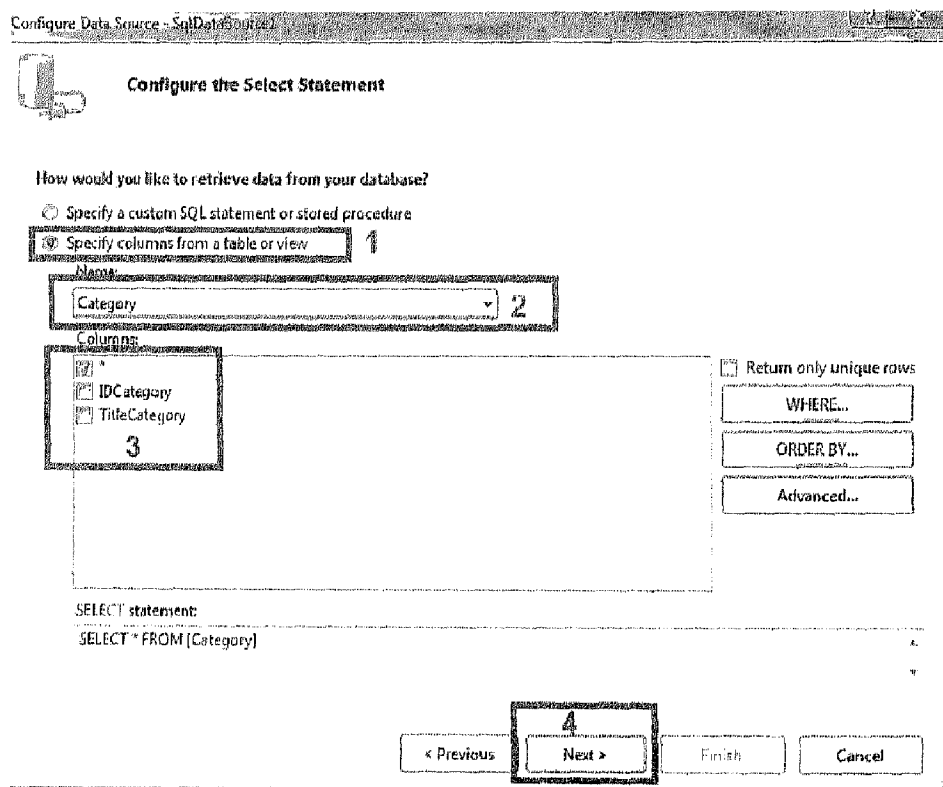 Configure Data Source - SqlDataSource1
Configure the Select Statement
How would you like to retrieve data from your database?
Specify a custom SQL statement or stored procedure
Specify columns from a table or view 1
Name:
Category 2
Columns:
*
Return only unique rows
IDCategory
TitleCategory
3
WHERE...
ORDER BY...
Advanced...
SELECT statement:
SELECT * FROM [Category]
4
< Previous Next > Finish Cancel